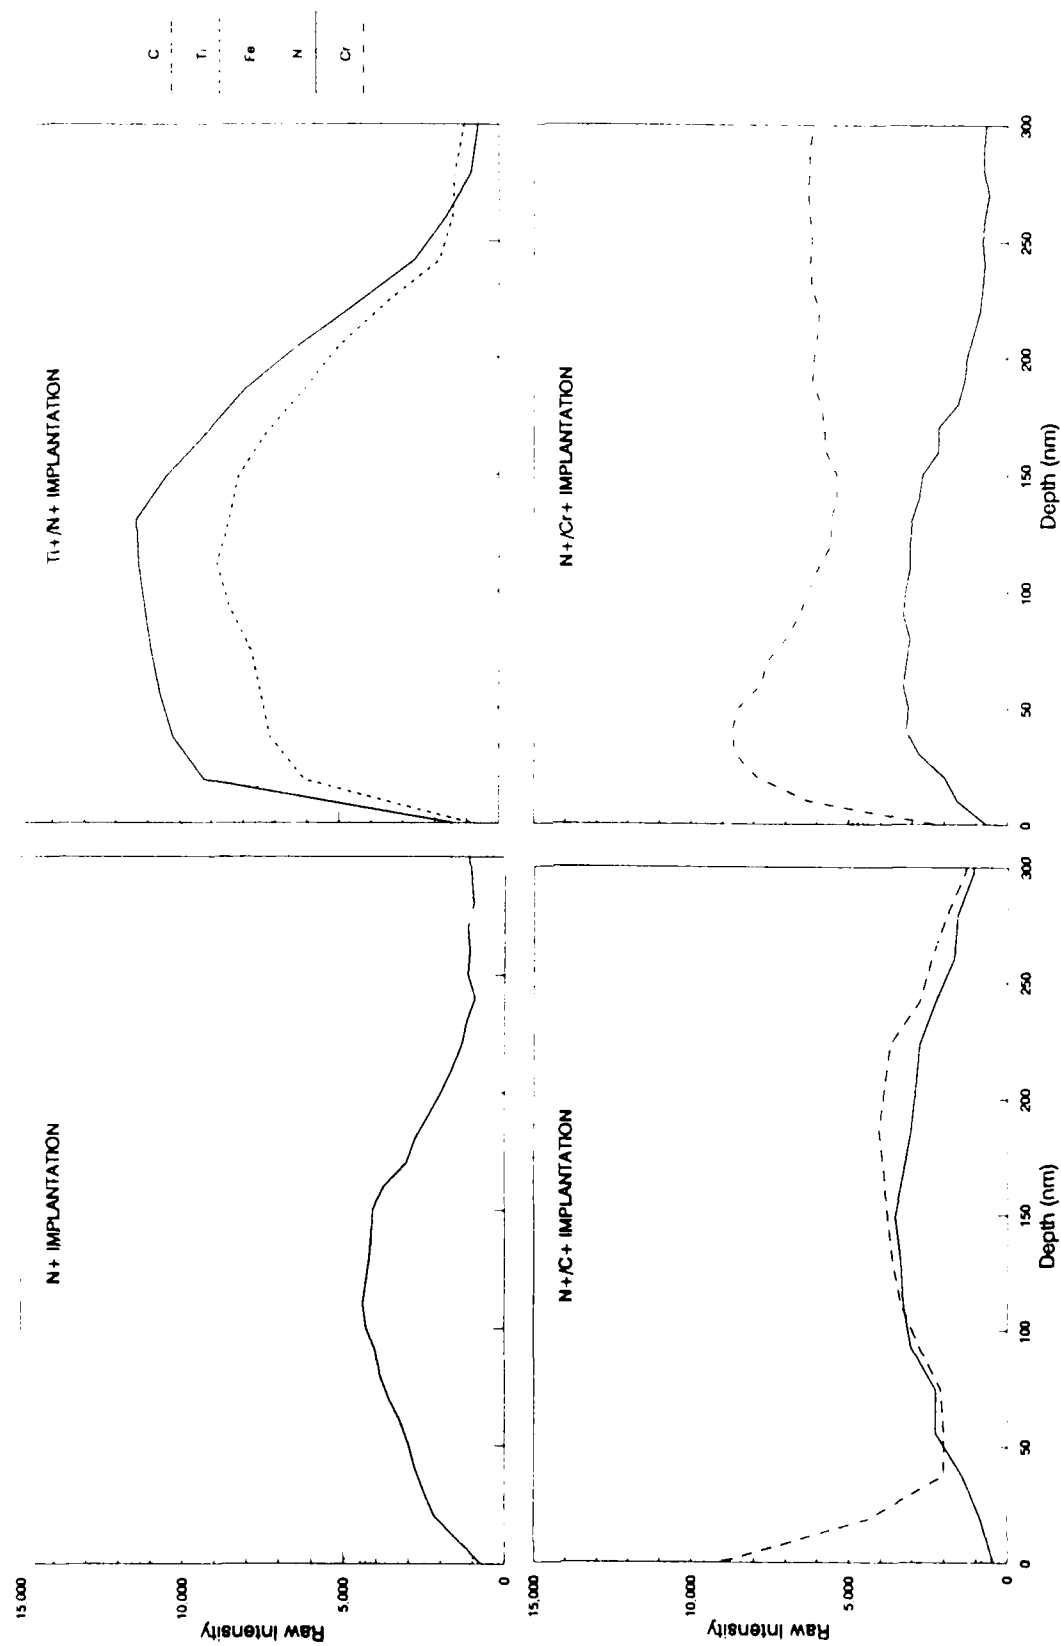 N+ IMPLANTATION
Ti+/N+ IMPLANTATION
C
Ti
Fe
N
Cr
15 000
10.000
5.000
0
Raw Intensity
N+/C+ IMPLANTATION
N+/Cr+ IMPLANTATION
15,000
10,000
5 000
0
Raw Intensity
0 50 100 150 200 250 300
Depth (nm)
0 50 100 150 200 250 300
Depth (nm)